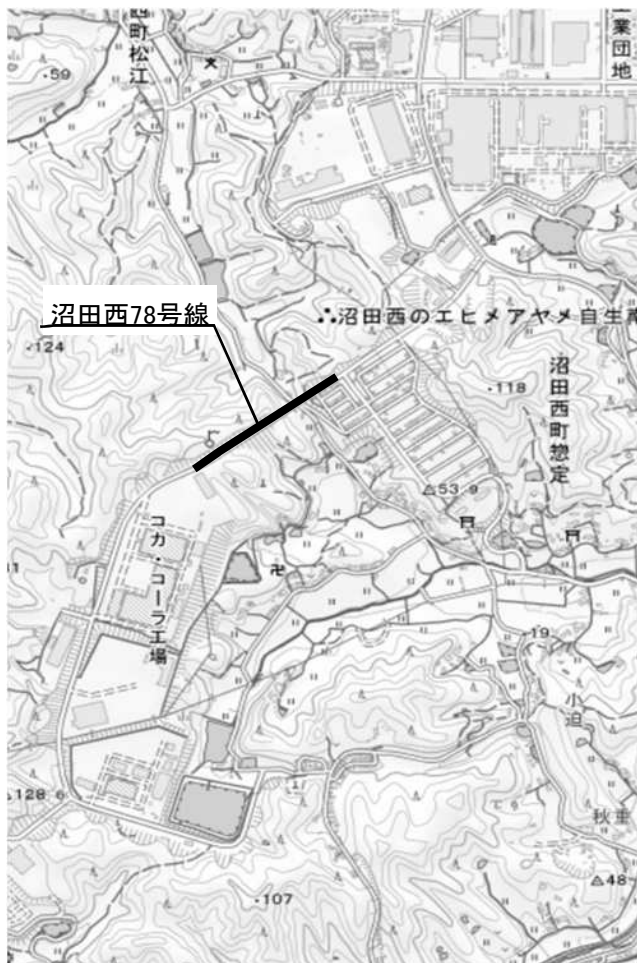 西町松江
工業団地
59
沼田西78号線
沼田西のエヒメアヤメ自生南
124
118
沼田西町惣定
53.9
コカ・コーラ工場
19
小迫
128.6
秋重
48
107